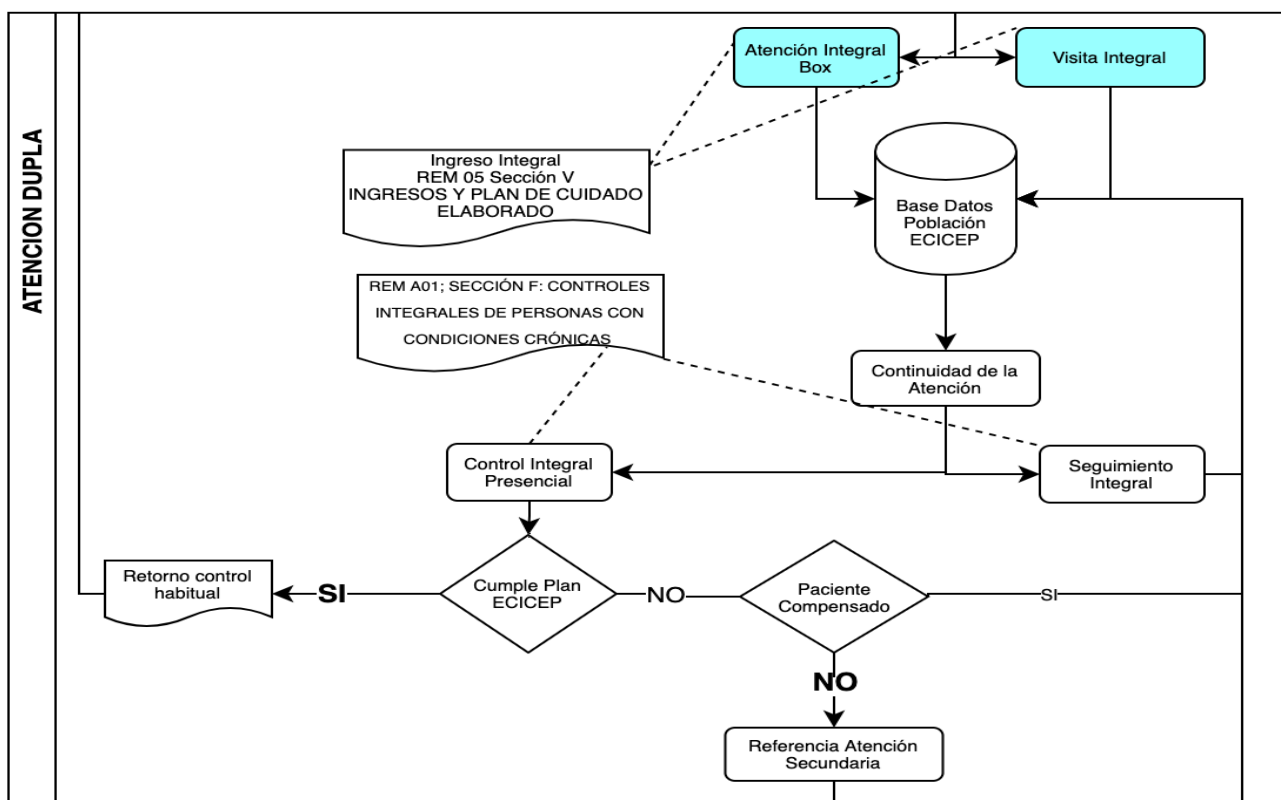 ATENCION DUPLA
Atención Integral
Box
Visita Integral
Ingreso Integral
REM 05 Sección V
INGRESOS Y PLAN DE CUIDADO
ELABORADO
Base Datos
Población
ECICEP
REM A01; SECCIÓN F: CONTROLES
INTEGRALES DE PERSONAS CON
CONDICIONES CRÓNICAS
Continuidad de la
Atención
Control Integral
Presencial
Seguimiento
Integral
Retorno control
habitual
SI
Cumple Plan
ECICEP
NO
Paciente
Compensado
SI
NO
Referencia Atención
Secundaria